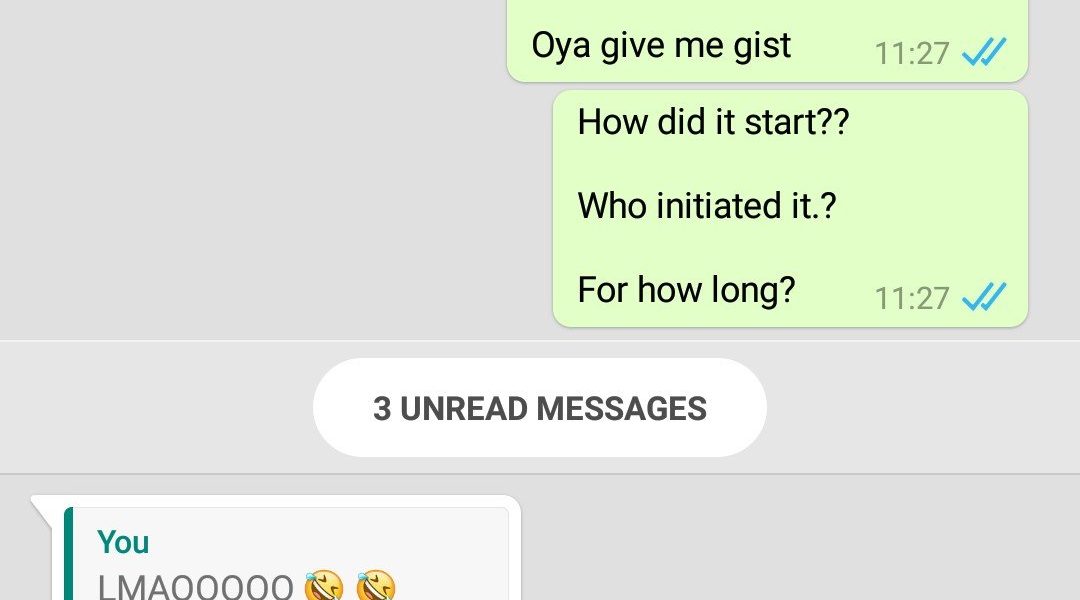 Oya give me gist 11:27
How did it start??
Who initiated it.?
For how long? 11:27
3 UNREAD MESSAGES
You
LMAOOOOO 🤣 🤣